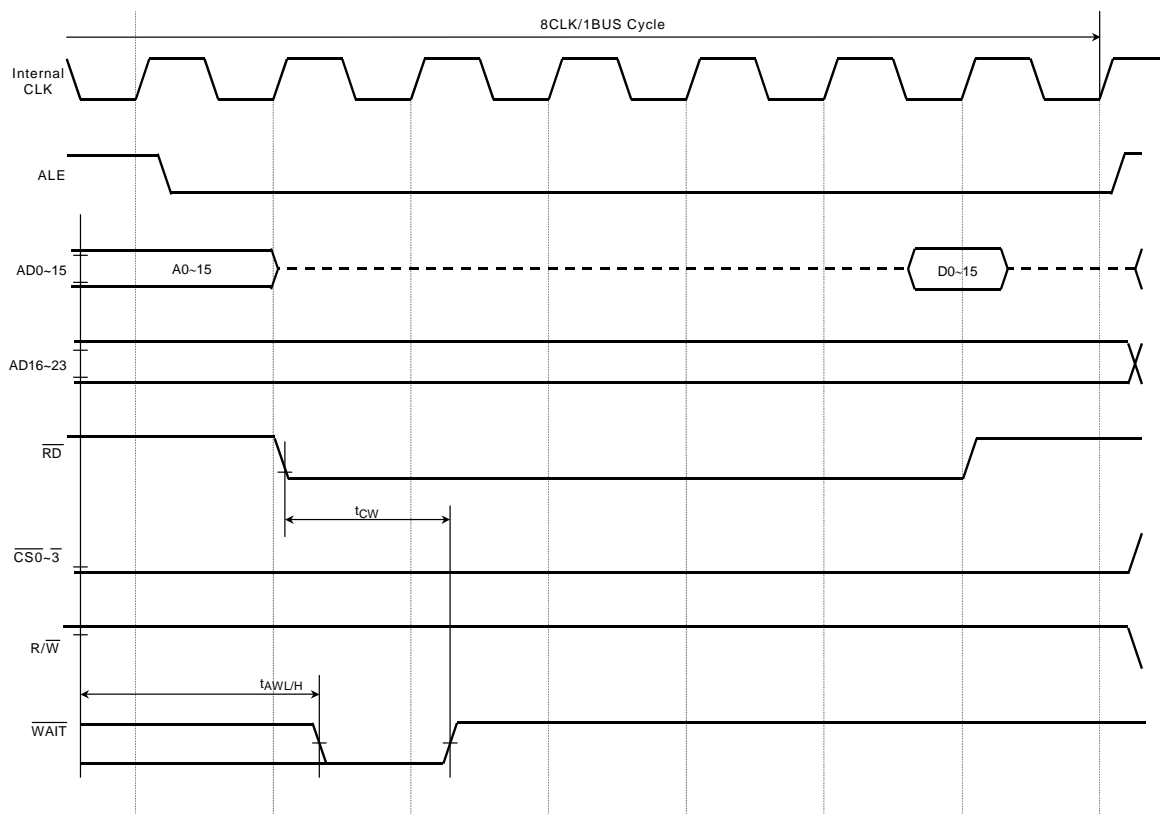 8CLK/1BUS Cycle
Internal
CLK
ALE
AD0~15
A0~15
D0~15
AD16~23
RD
tCW
CS0~3
R/W
tAWL/H
WAIT